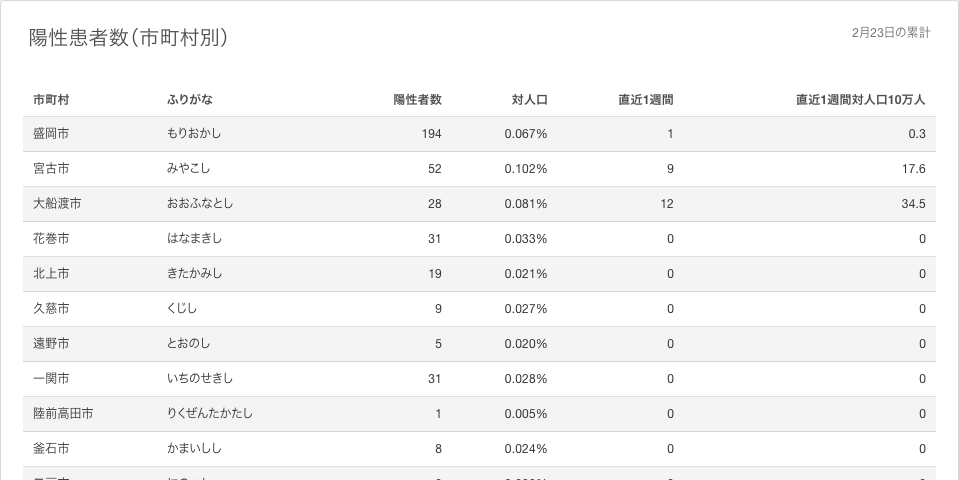 陽性患者数（市町村別）
2月23日の累計
市町村 ふりがな 陽性者数 対人口 直近1週間 直近1週間対人口10万人
盛岡市 もりおかし 194 0.067% 1 0.3
宮古市 みやこし 52 0.102% 9 17.6
大船渡市 おおふなとし 28 0.081% 12 34.5
花巻市 はなまきし 31 0.033% 0 0
北上市 きたかみし 19 0.021% 0 0
久慈市 くじし 9 0.027% 0 0
遠野市 とおのし 5 0.020% 0 0
一関市 いちのせきし 31 0.028% 0 0
陸前高田市 りくぜんたかたし 1 0.005% 0 0
釜石市 かまいしし 8 0.024% 0 0